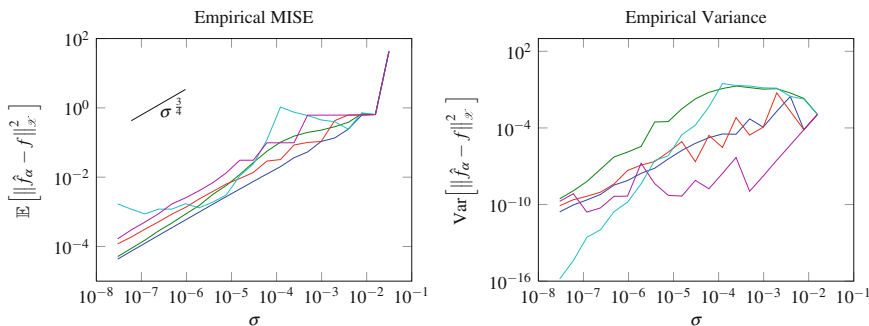 Empirical MISE
𝔼 [‖f̂_α − f‖²_𝒳]
10^2
10^0
10^−2
10^−4
σ^{3/4}
10^−8 10^−7 10^−6 10^−5 10^−4 10^−3 10^−2 10^−1
σ
Empirical Variance
Var [‖f̂_α − f‖²_𝒳]
10^2
10^−4
10^−10
10^−16
10^−8 10^−7 10^−6 10^−5 10^−4 10^−3 10^−2 10^−1
σ